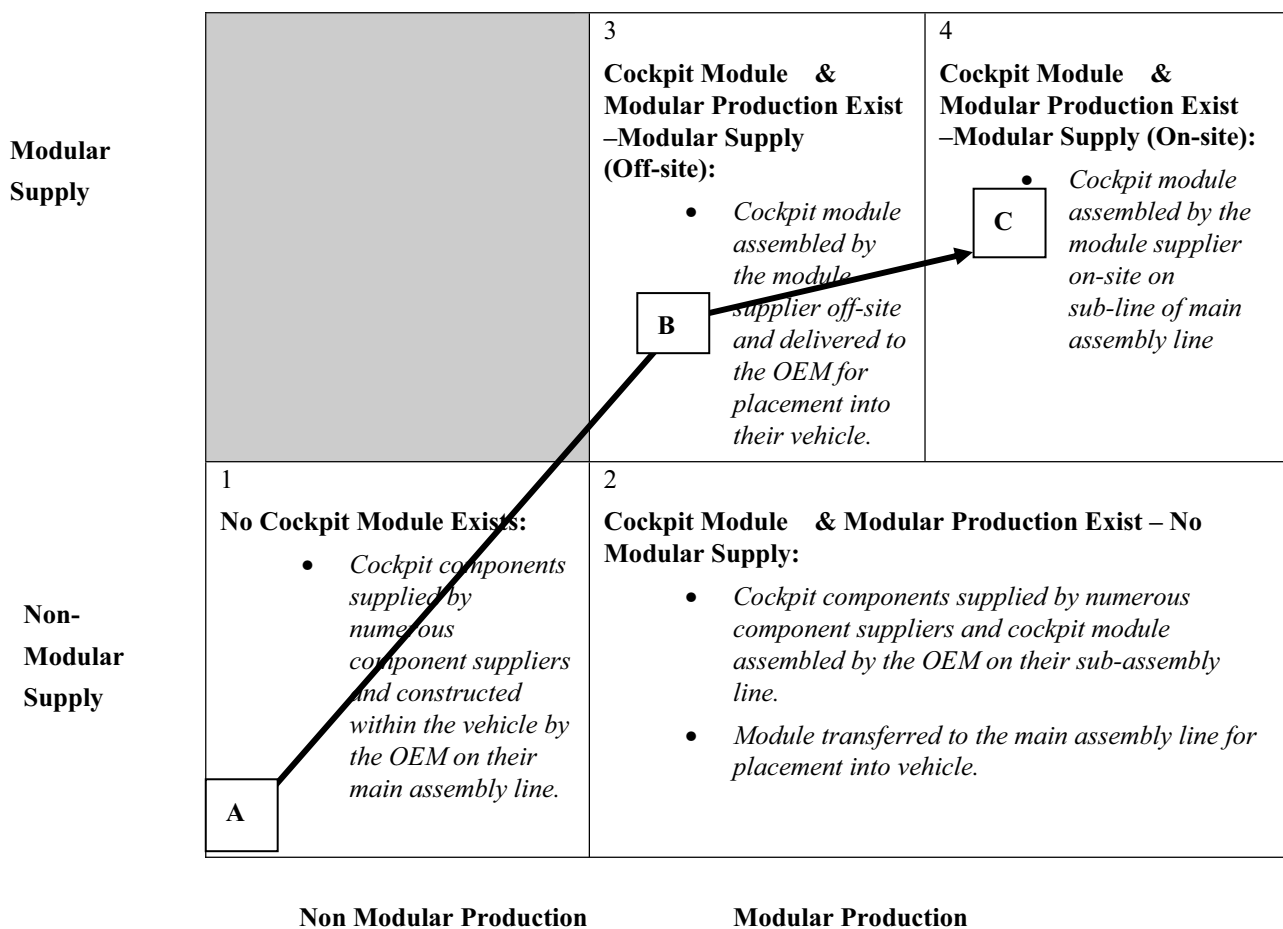 Modular
Supply
3
Cockpit Module & 
Modular Production Exist
–Modular Supply
(Off-site):
• Cockpit module
assembled by
the module
supplier off-site
and delivered to
the OEM for
placement into
their vehicle.
B
4
Cockpit Module & 
Modular Production Exist
–Modular Supply (On-site):
• Cockpit module
assembled by the
module supplier
on-site on
sub-line of main
assembly line
C
Non-
Modular
Supply
1
No Cockpit Module Exists:
• Cockpit components
supplied by
numerous
component suppliers
and constructed
within the vehicle by
the OEM on their
main assembly line.
A
2
Cockpit Module & Modular Production Exist – No
Modular Supply:
• Cockpit components supplied by numerous
component suppliers and cockpit module
assembled by the OEM on their sub-assembly
line.
• Module transferred to the main assembly line for
placement into vehicle.
Non Modular Production
Modular Production